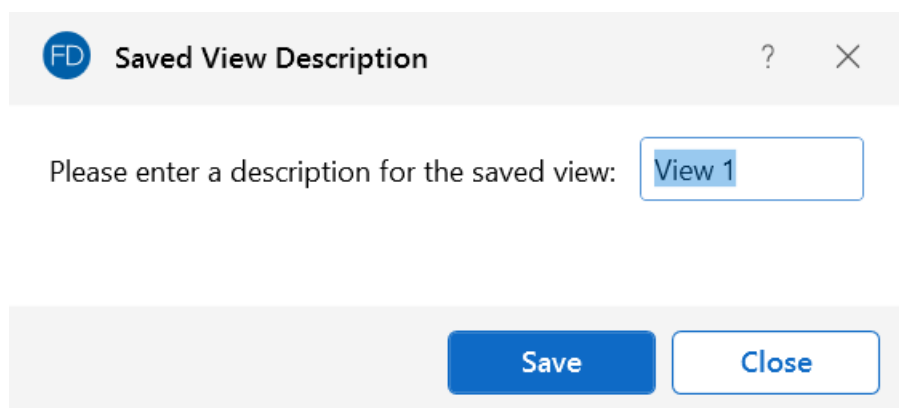 FD Saved View Description ?
Please enter a description for the saved view: View 1
Save Close